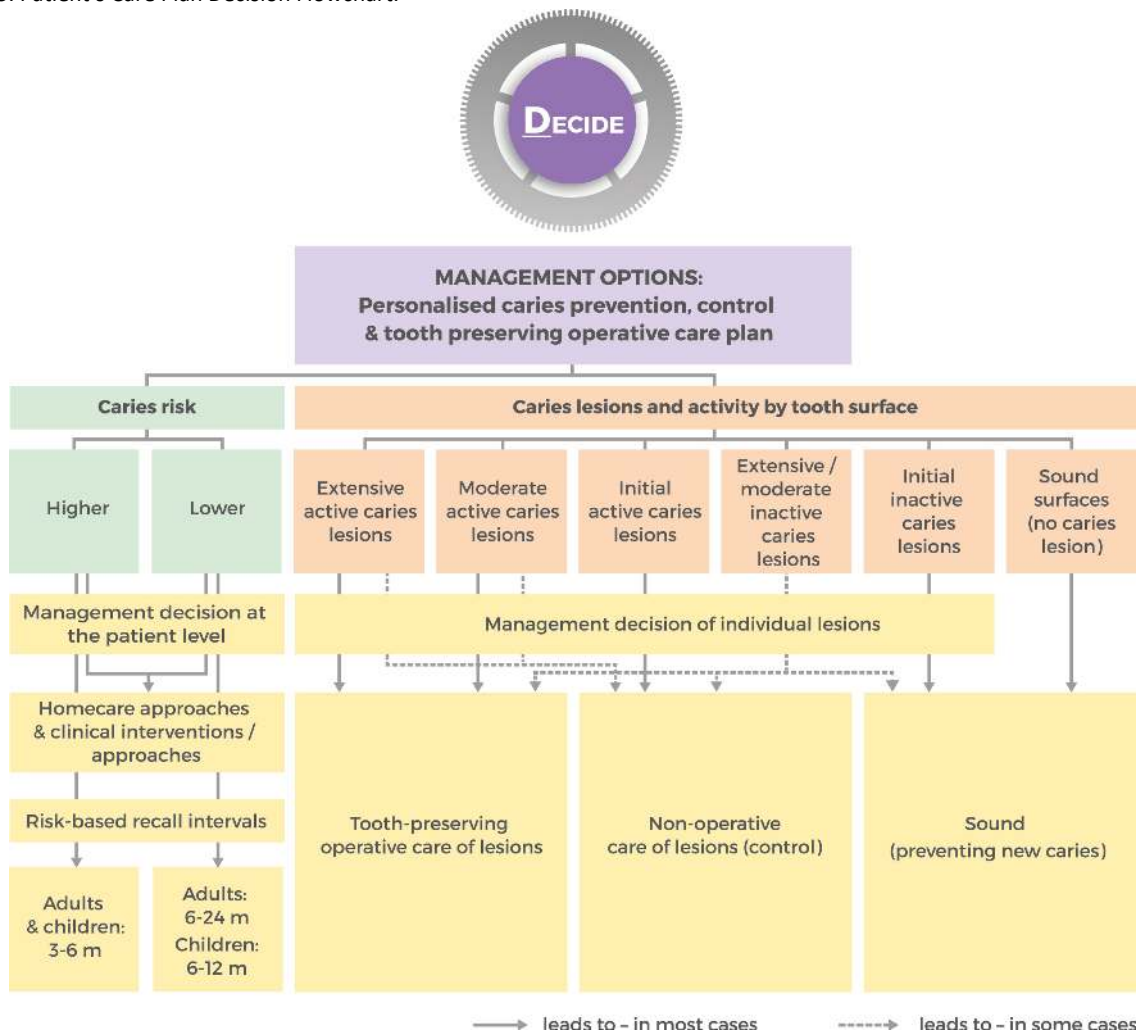 Patient's Care Plan Decision Flowchart.
DECIDE
MANAGEMENT OPTIONS:
Personalised caries prevention, control
& tooth preserving operative care plan
Caries risk
Caries lesions and activity by tooth surface
Higher
Lower
Extensive
active caries
lesions
Moderate
active caries
lesions
Initial
active caries
lesions
Extensive /
moderate
inactive
caries
lesions
Initial
inactive
caries
lesions
Sound
surfaces
(no caries
lesion)
Management decision at
the patient level
Management decision of individual lesions
Homecare approaches
& clinical interventions /
approaches
Risk-based recall intervals
Adults
& children:
3-6 m
Adults:
6-24 m
Children:
6-12 m
Tooth-preserving
operative care of lesions
Non-operative
care of lesions (control)
Sound
(preventing new caries)
leads to – in most cases
leads to – in some cases